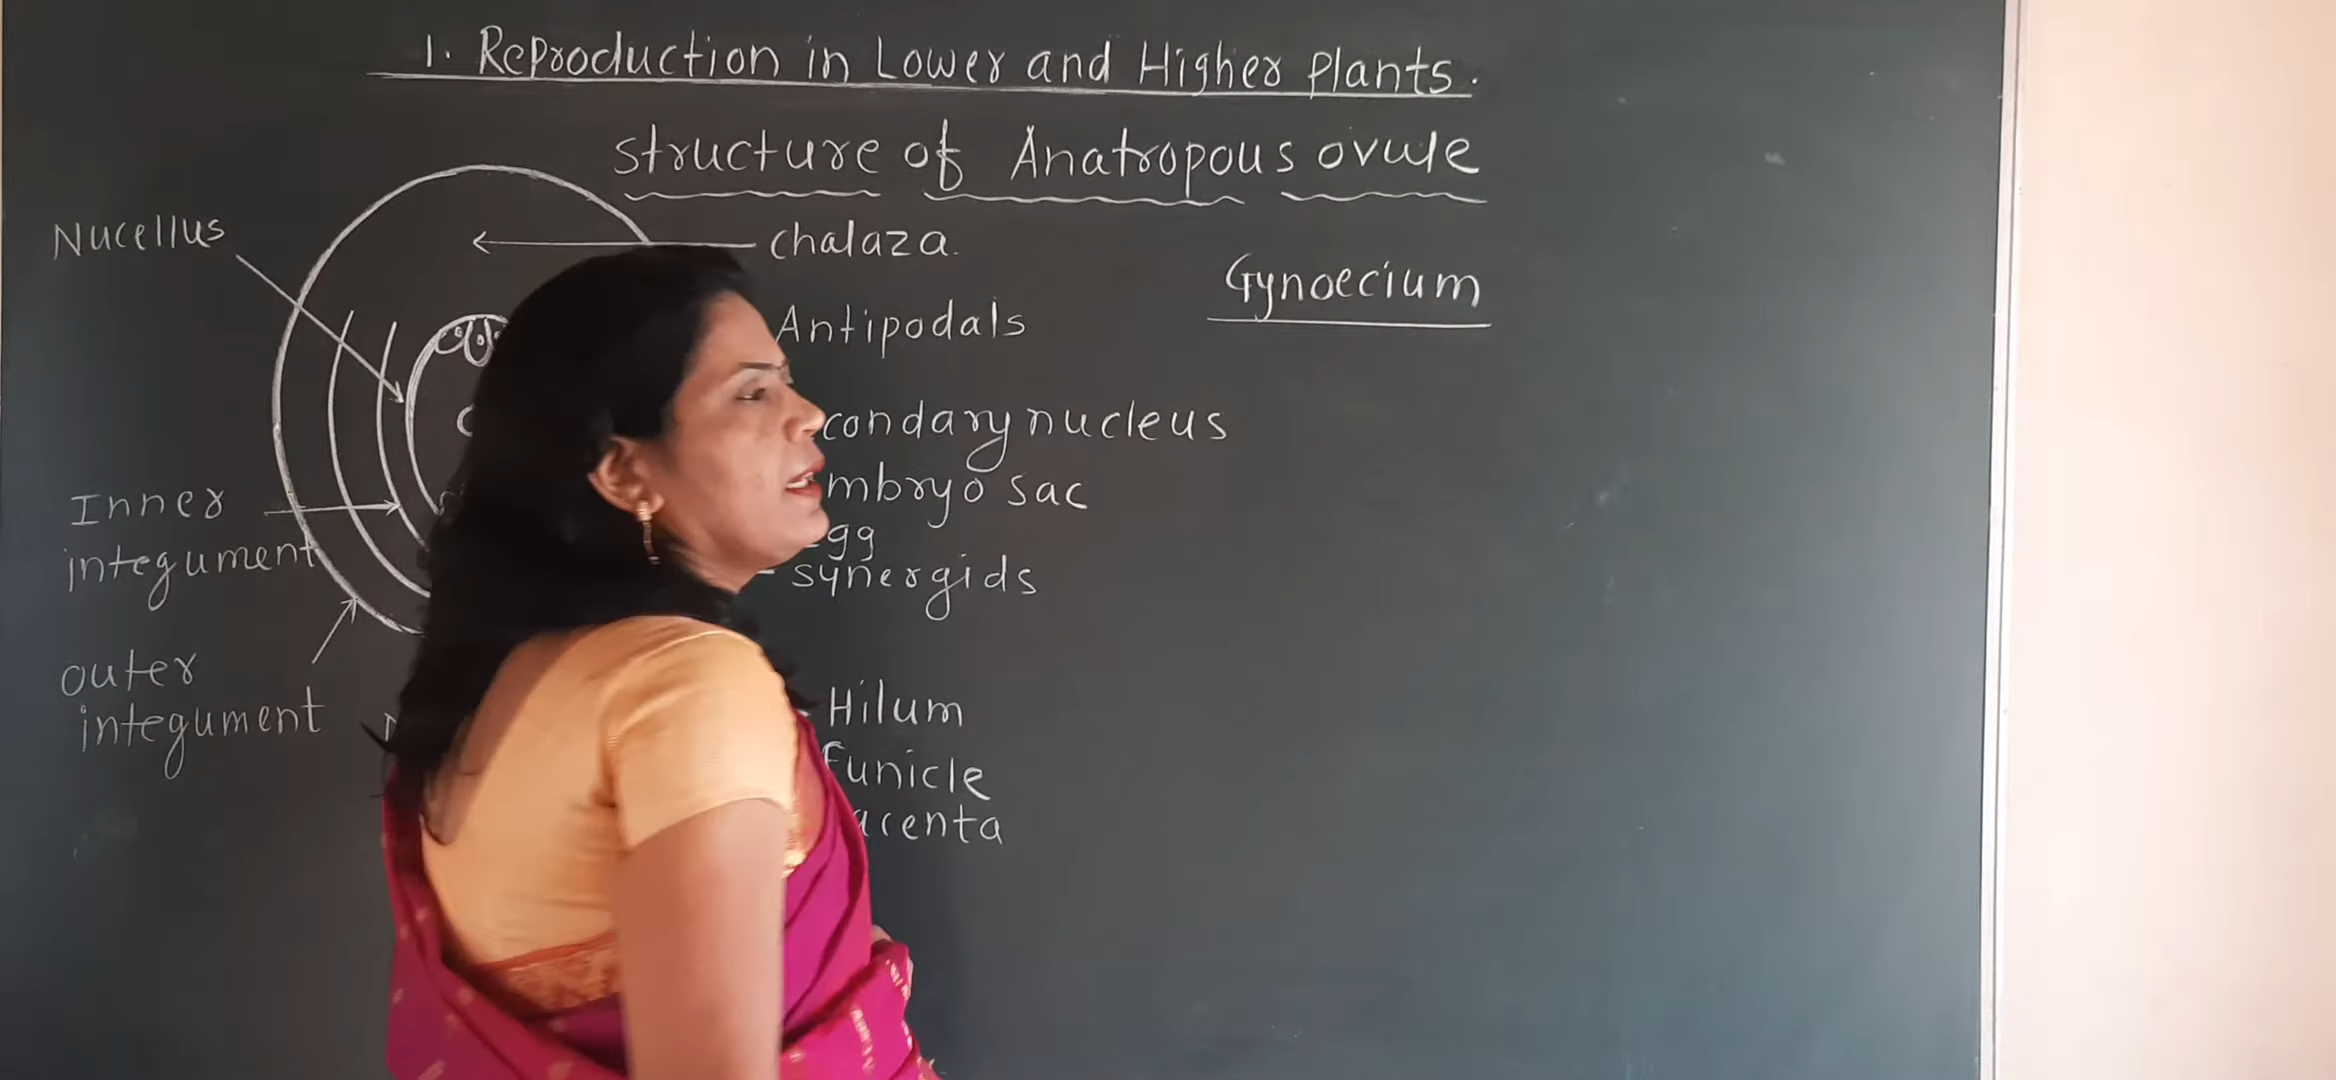 1. Reproduction in Lower and Higher plants.
structure of Anatropous ovule
Nucellus
chalaza.
Gynoecium
Antipodals
condary nucleus
Inner
integument
mbryo sac
gg
synergids
outer
integument
Hilum
Funicle
acenta